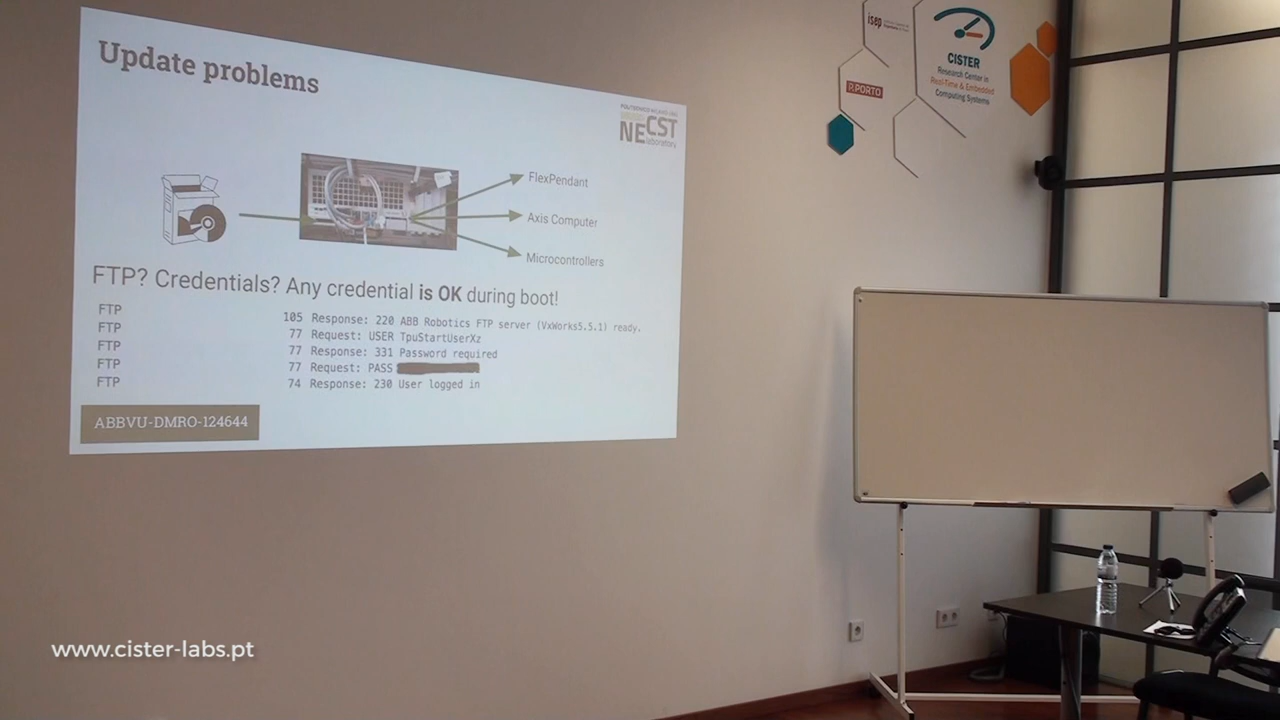 Update problems
NECST
laboratory
FlexPendant
Axis Computer
Microcontrollers
FTP? Credentials? Any credential is OK during boot!
FTP 105 Response: 220 ABB Robotics FTP server (VxWorks5.5.1) ready.
FTP 77 Request: USER TpuStartUserXz
FTP 77 Response: 331 Password required
FTP 77 Request: PASS
FTP 74 Response: 230 User logged in
ABBVU-DMRO-124644
isep
P.PORTO
CISTER
Research Center in
Real-Time & Embedded
Computing Systems
www.cister-labs.pt